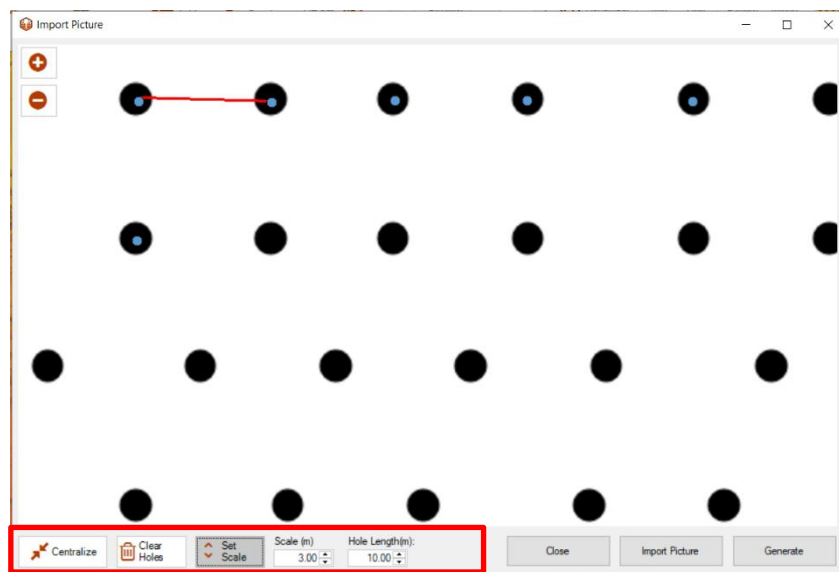 Import Picture
Centralize
Clear
Holes
Set
Scale
Scale (m)
3.00
Hole Length(m):
10.00
Close
Import Picture
Generate